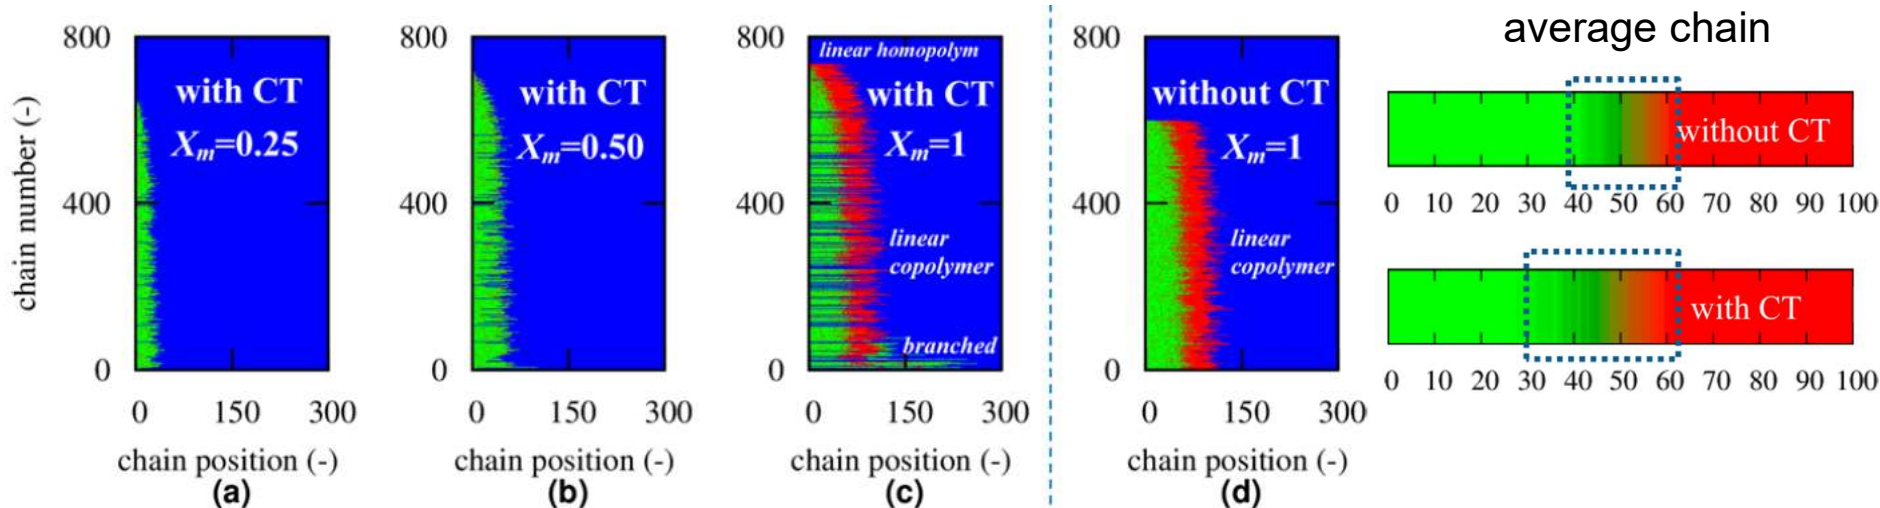 chain number (-)
800
400
0
with CT
Xm=0.25
0 150 300
chain position (-)
(a)
800
400
0
with CT
Xm=0.50
0 150 300
chain position (-)
(b)
800
400
0
linear homopolym
with CT
Xm=1
linear
copolymer
branched
0 150 300
chain position (-)
(c)
800
400
0
without CT
Xm=1
linear
copolymer
0 150 300
chain position (-)
(d)
average chain
without CT
0 10 20 30 40 50 60 70 80 90 100
with CT
0 10 20 30 40 50 60 70 80 90 100